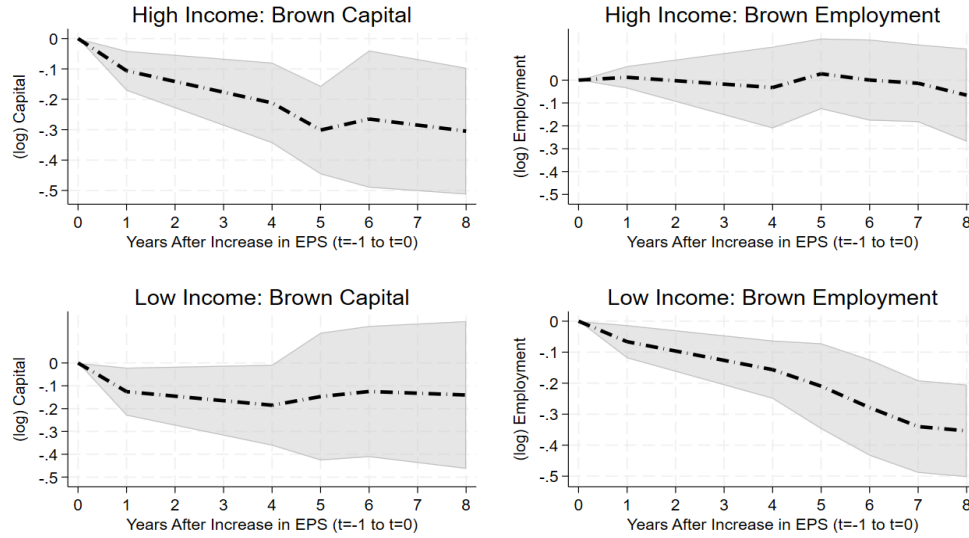 High Income: Brown Capital
(log) Capital
0
-.1
-.2
-.3
-.4
-.5
0 1 2 3 4 5 6 7 8
Years After Increase in EPS (t=-1 to t=0)
High Income: Brown Employment
(log) Employment
0
-.1
-.2
-.3
-.4
-.5
0 1 2 3 4 5 6 7 8
Years After Increase in EPS (t=-1 to t=0)
Low Income: Brown Capital
(log) Capital
0
-.1
-.2
-.3
-.4
-.5
0 1 2 3 4 5 6 7 8
Years After Increase in EPS (t=-1 to t=0)
Low Income: Brown Employment
(log) Employment
0
-.1
-.2
-.3
-.4
-.5
0 1 2 3 4 5 6 7 8
Years After Increase in EPS (t=-1 to t=0)